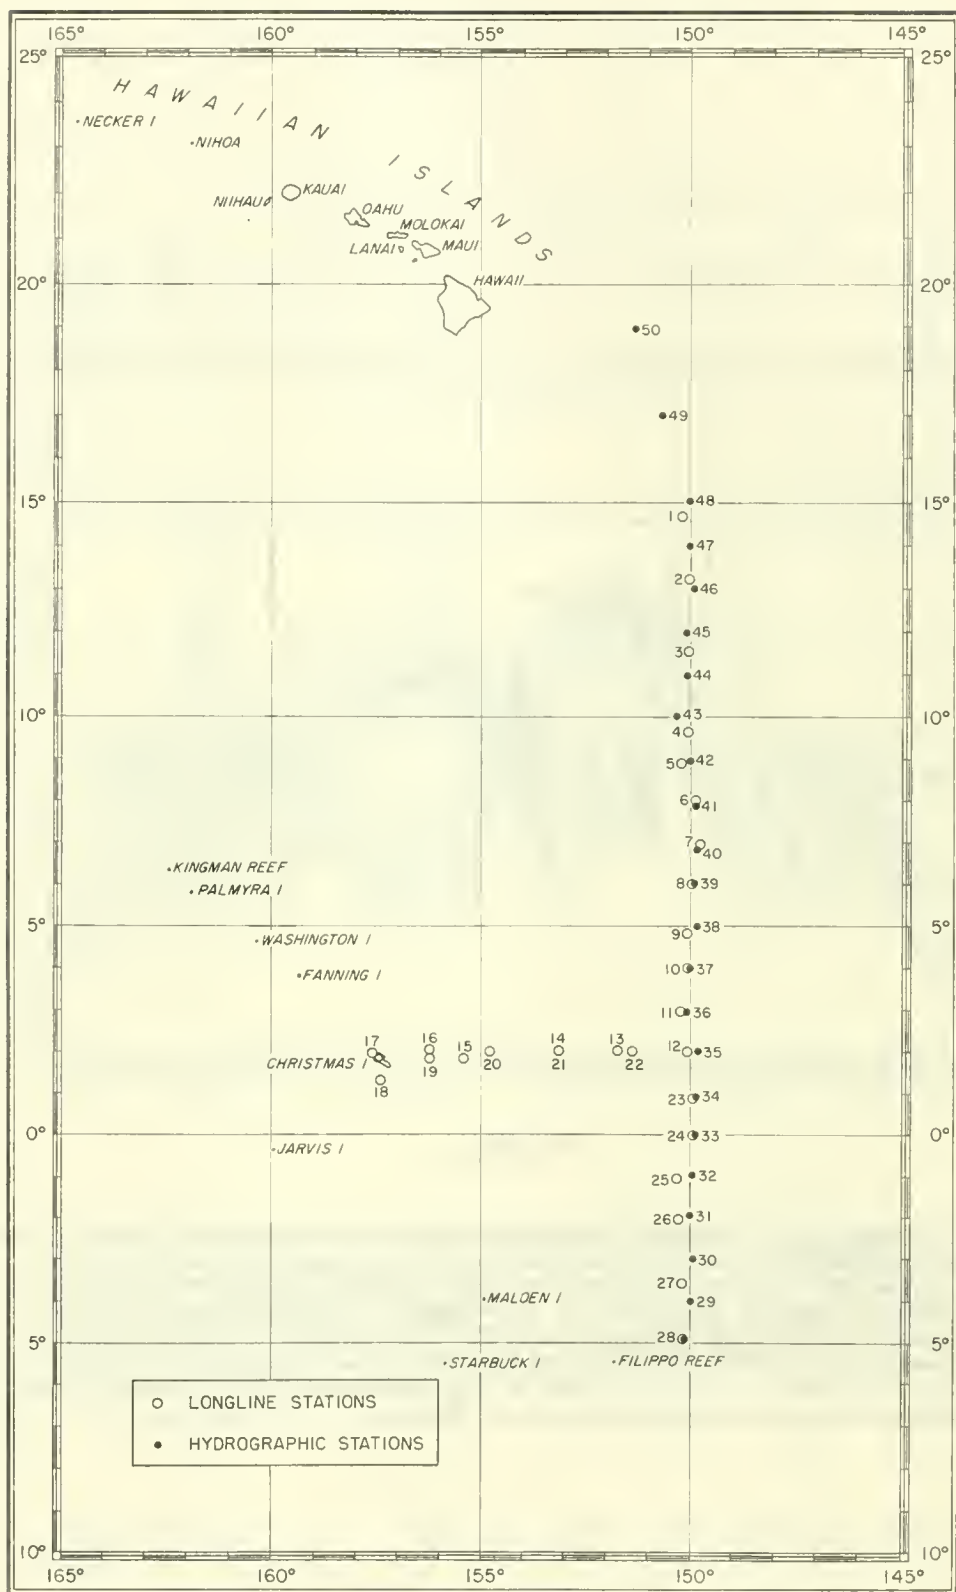 165° 160° 155° 150° 145°
25° 25°
HAWAIIAN ISLANDS
NECKER I
NIHOA
KAUAI
NIIHAU
OAHU
MOLOKAI
LANAI
MAUI
HAWAII
20° 20°
50
49
15° 15°
48
1
47
2
46
45
3
44
10° 10°
43
4
42
5
6
41
7
40
KINGMAN REEF
8 39
PALMYRA I
5° 5°
38
9
WASHINGTON I
10 37
FANNING I
11 36
17 16 15 14 13
12 35
CHRISTMAS I
19 20 21 22
18
34
23
0° 0°
24 33
JARVIS I
32
25
31
26
30
27
MALDEN I
29
28
5° 5°
STARBUCK I
FILIPPO REEF
LONGLINE STATIONS
HYDROGRAPHIC STATIONS
10° 10°
165° 160° 155° 150° 145°